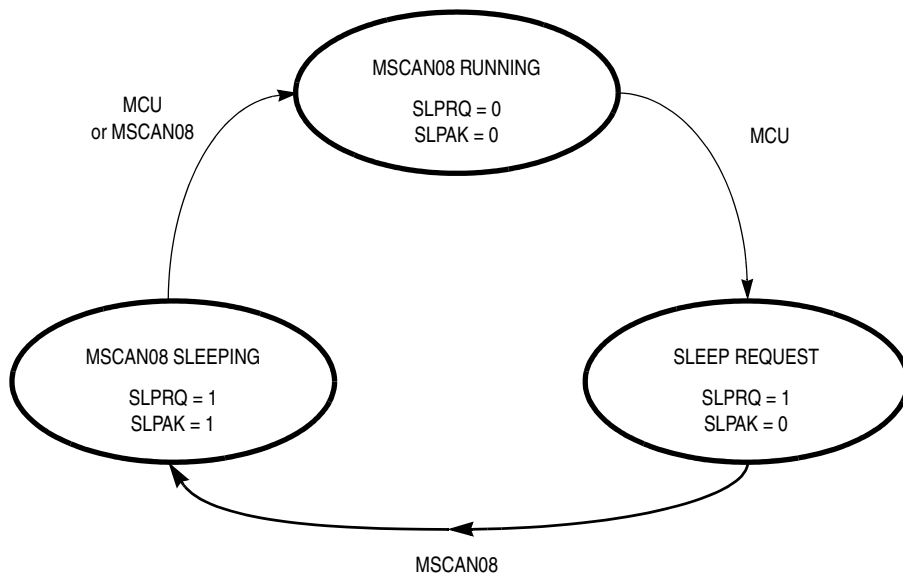 MSCAN08 RUNNING
SLPRQ = 0
SLPAK = 0
MCU
or MSCAN08
MCU
MSCAN08 SLEEPING
SLPRQ = 1
SLPAK = 1
SLEEP REQUEST
SLPRQ = 1
SLPAK = 0
MSCAN08